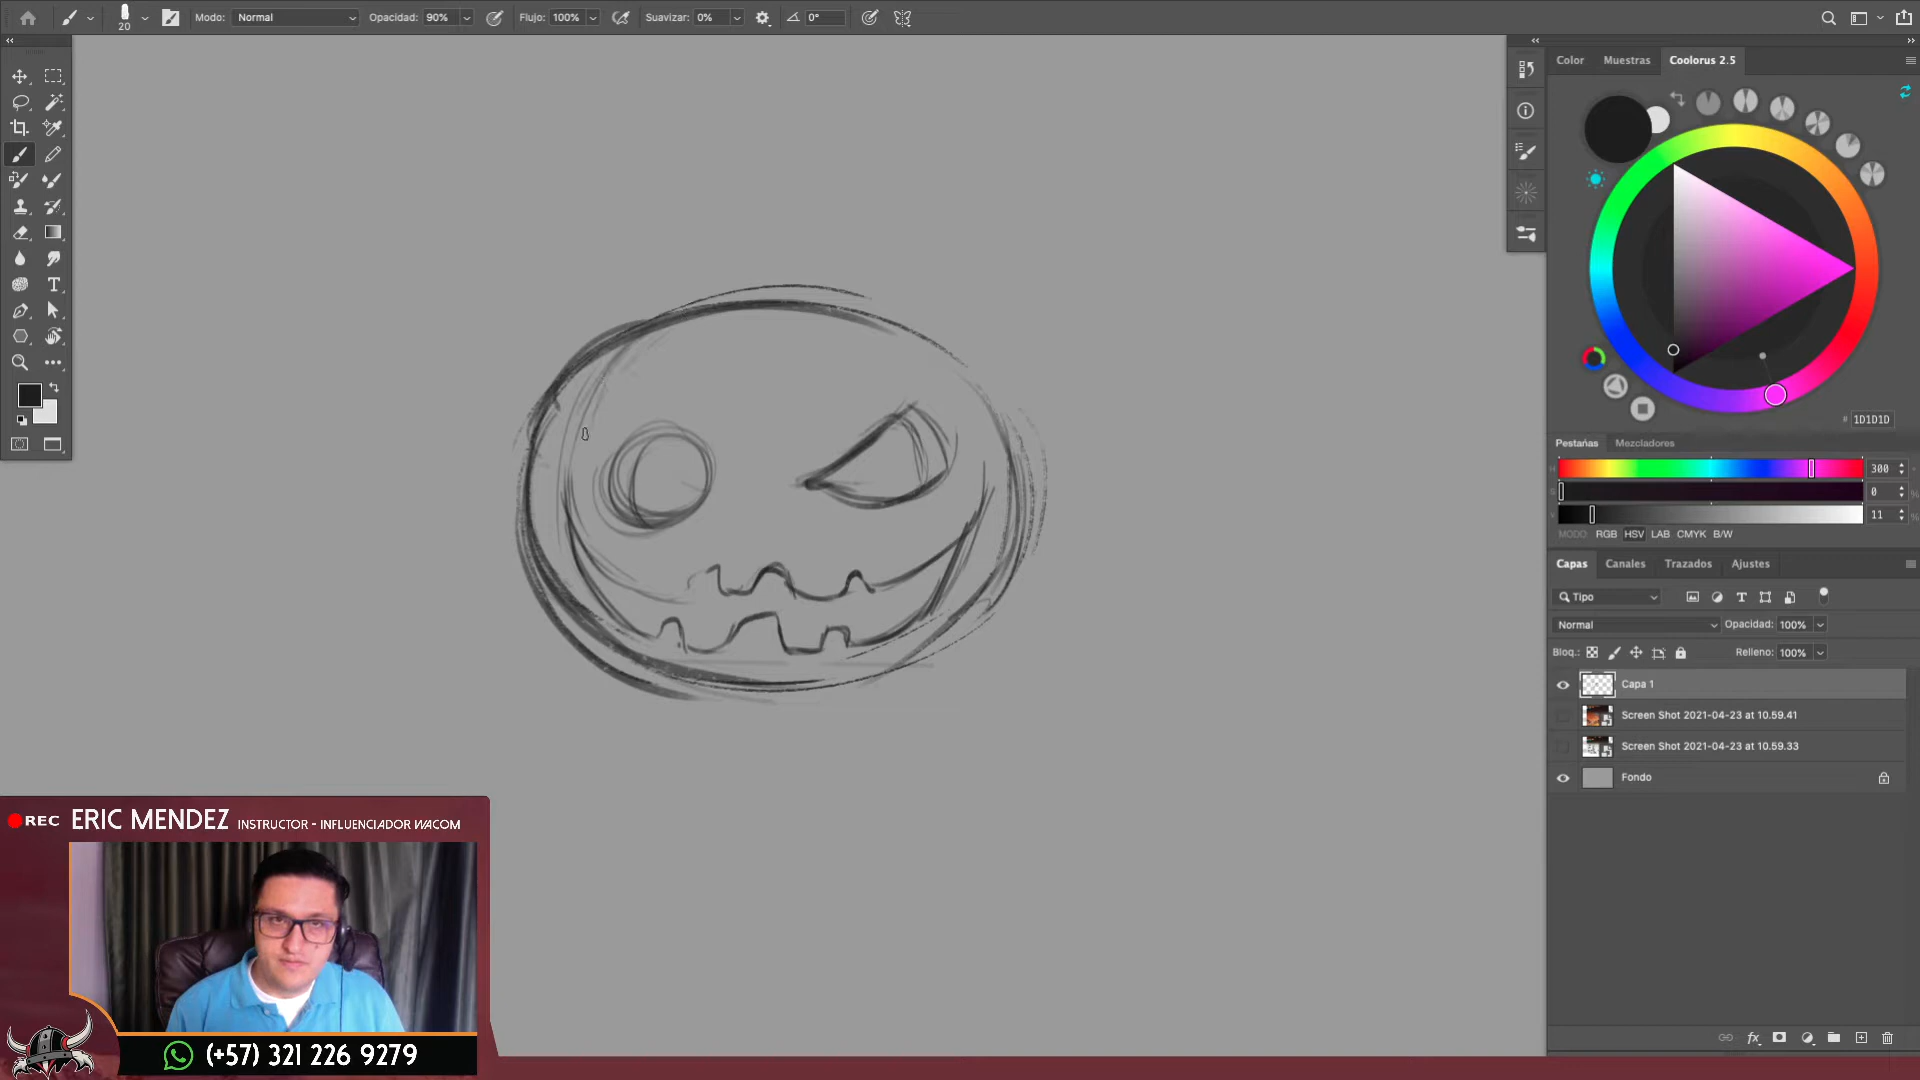 20
Modo: Normal Opacidad: 90% Flujo: 100% Suavizar: 0% 0°
Color Muestras Coolorus 2.5
# 1D1D1D
Pestañas Mezcladores
H 300 °
S 0 %
V 11 %
MODO RGB HSV LAB CMYK B/W
Capas Canales Trazados Ajustes
Tipo
Normal Opacidad: 100%
Bloq.: Relleno: 100%
Capa 1
Screen Shot 2021-04-23 at 10.59.41
Screen Shot 2021-04-23 at 10.59.33
Fondo
fx
REC ERIC MENDEZ INSTRUCTOR - INFLUENCIADOR WACOM
(+57) 321 226 9279